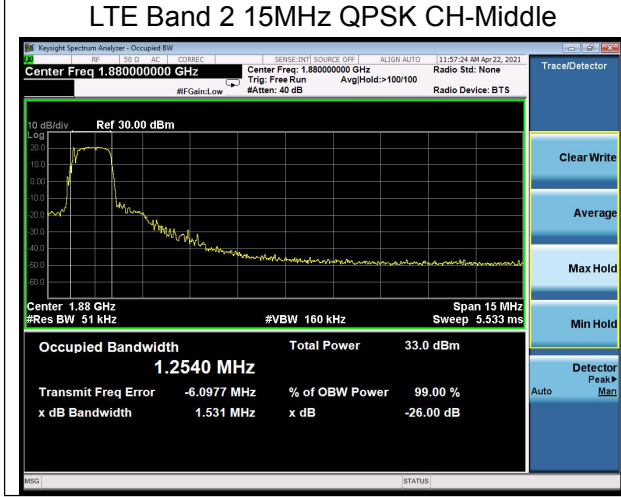 LTE Band 2 15MHz QPSK CH-Middle
Keysight Spectrum Analyzer - Occupied BW
RF 50 Ω AC CORREC SENSE:INT SOURCE OFF ALIGN AUTO 11:57:24 AM Apr 22, 2021
Center Freq 1.880000000 GHz
Center Freq: 1.880000000 GHz
Radio Std: None
Trig: Free Run Avg|Hold:>100/100
#IFGain:Low #Atten: 40 dB Radio Device: BTS
10 dB/div Ref 30.00 dBm
Log
20.0
10.0
0.00
-10.0
-20.0
-30.0
-40.0
-50.0
-60.0
Center 1.88 GHz Span 15 MHz
#Res BW 51 kHz #VBW 160 kHz Sweep 5.533 ms
Occupied Bandwidth Total Power 33.0 dBm
1.2540 MHz
Transmit Freq Error -6.0977 MHz % of OBW Power 99.00 %
x dB Bandwidth 1.531 MHz x dB -26.00 dB
MSG STATUS
Trace/Detector
Clear Write
Average
Max Hold
Min Hold
Detector
Peak▶
Auto Man